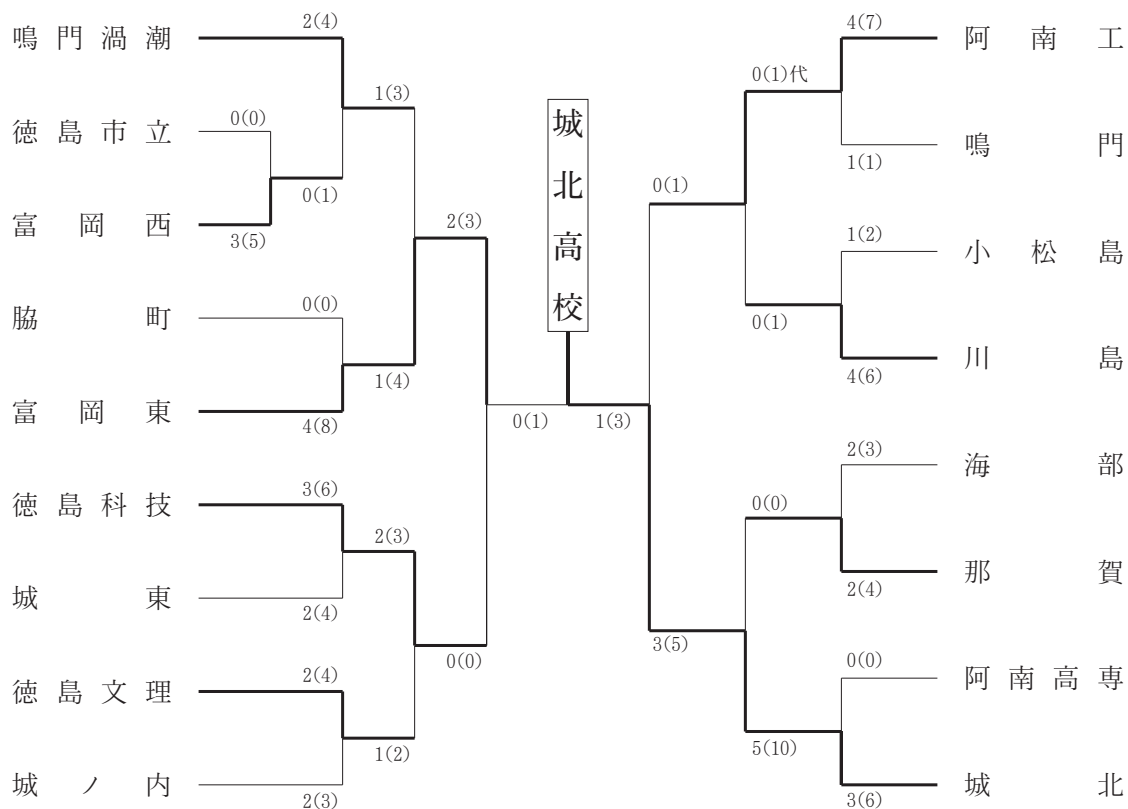 鳴門渦潮
2(4)
徳島市立
0(0)
富岡西
3(5)
0(1)
1(3)
脇町
0(0)
富岡東
4(8)
1(4)
2(3)
徳島科技
3(6)
城東
2(4)
2(3)
徳島文理
2(4)
城ノ内
2(3)
1(2)
0(0)
0(1)
城北高校
1(3)
阿南工
4(7)
鳴門
1(1)
0(1)代
小松島
1(2)
川島
4(6)
0(1)
0(1)
海部
2(3)
那賀
2(4)
0(0)
阿南高専
0(0)
城北
3(6)
5(10)
3(5)